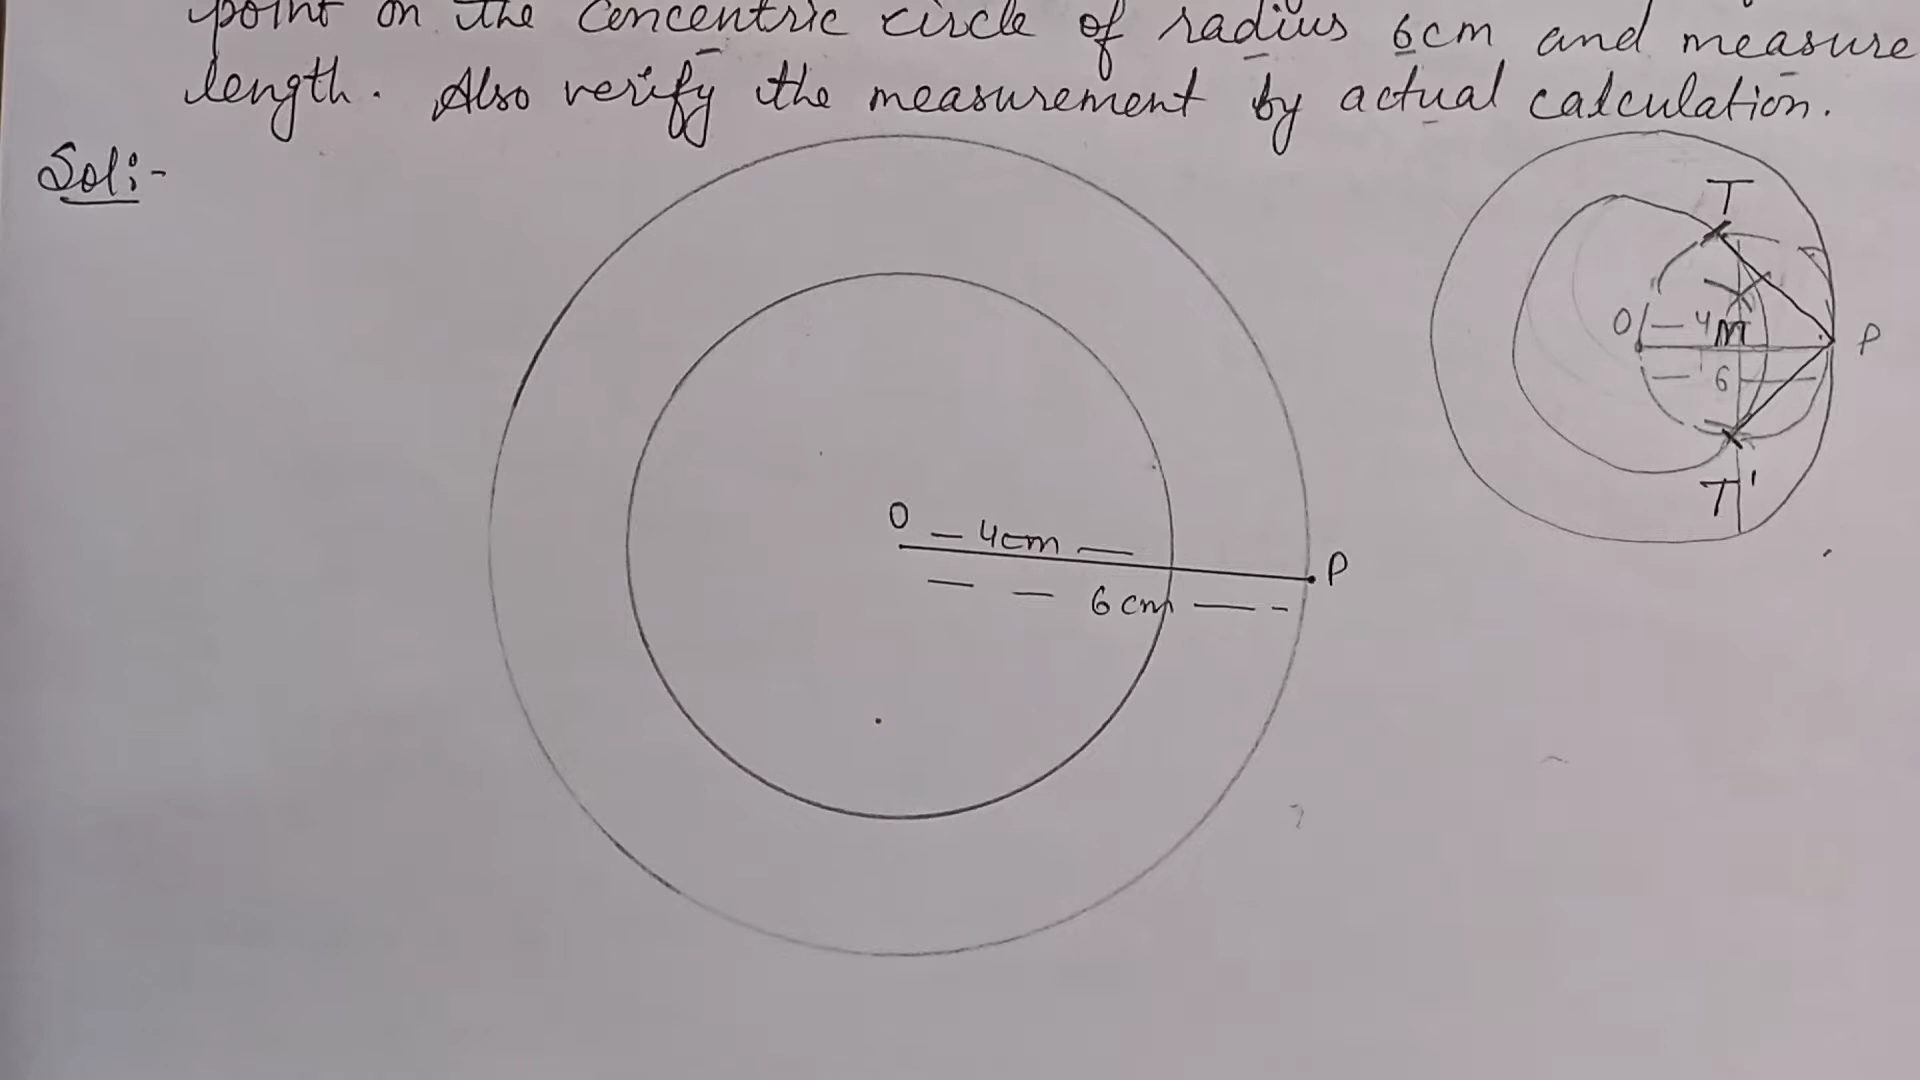 point on the concentric circle of radius 6cm and measure
length. Also verify the measurement by actual calculation.
Sol:-
T
O
4
M
P
6
T'
O
4cm
P
6cm